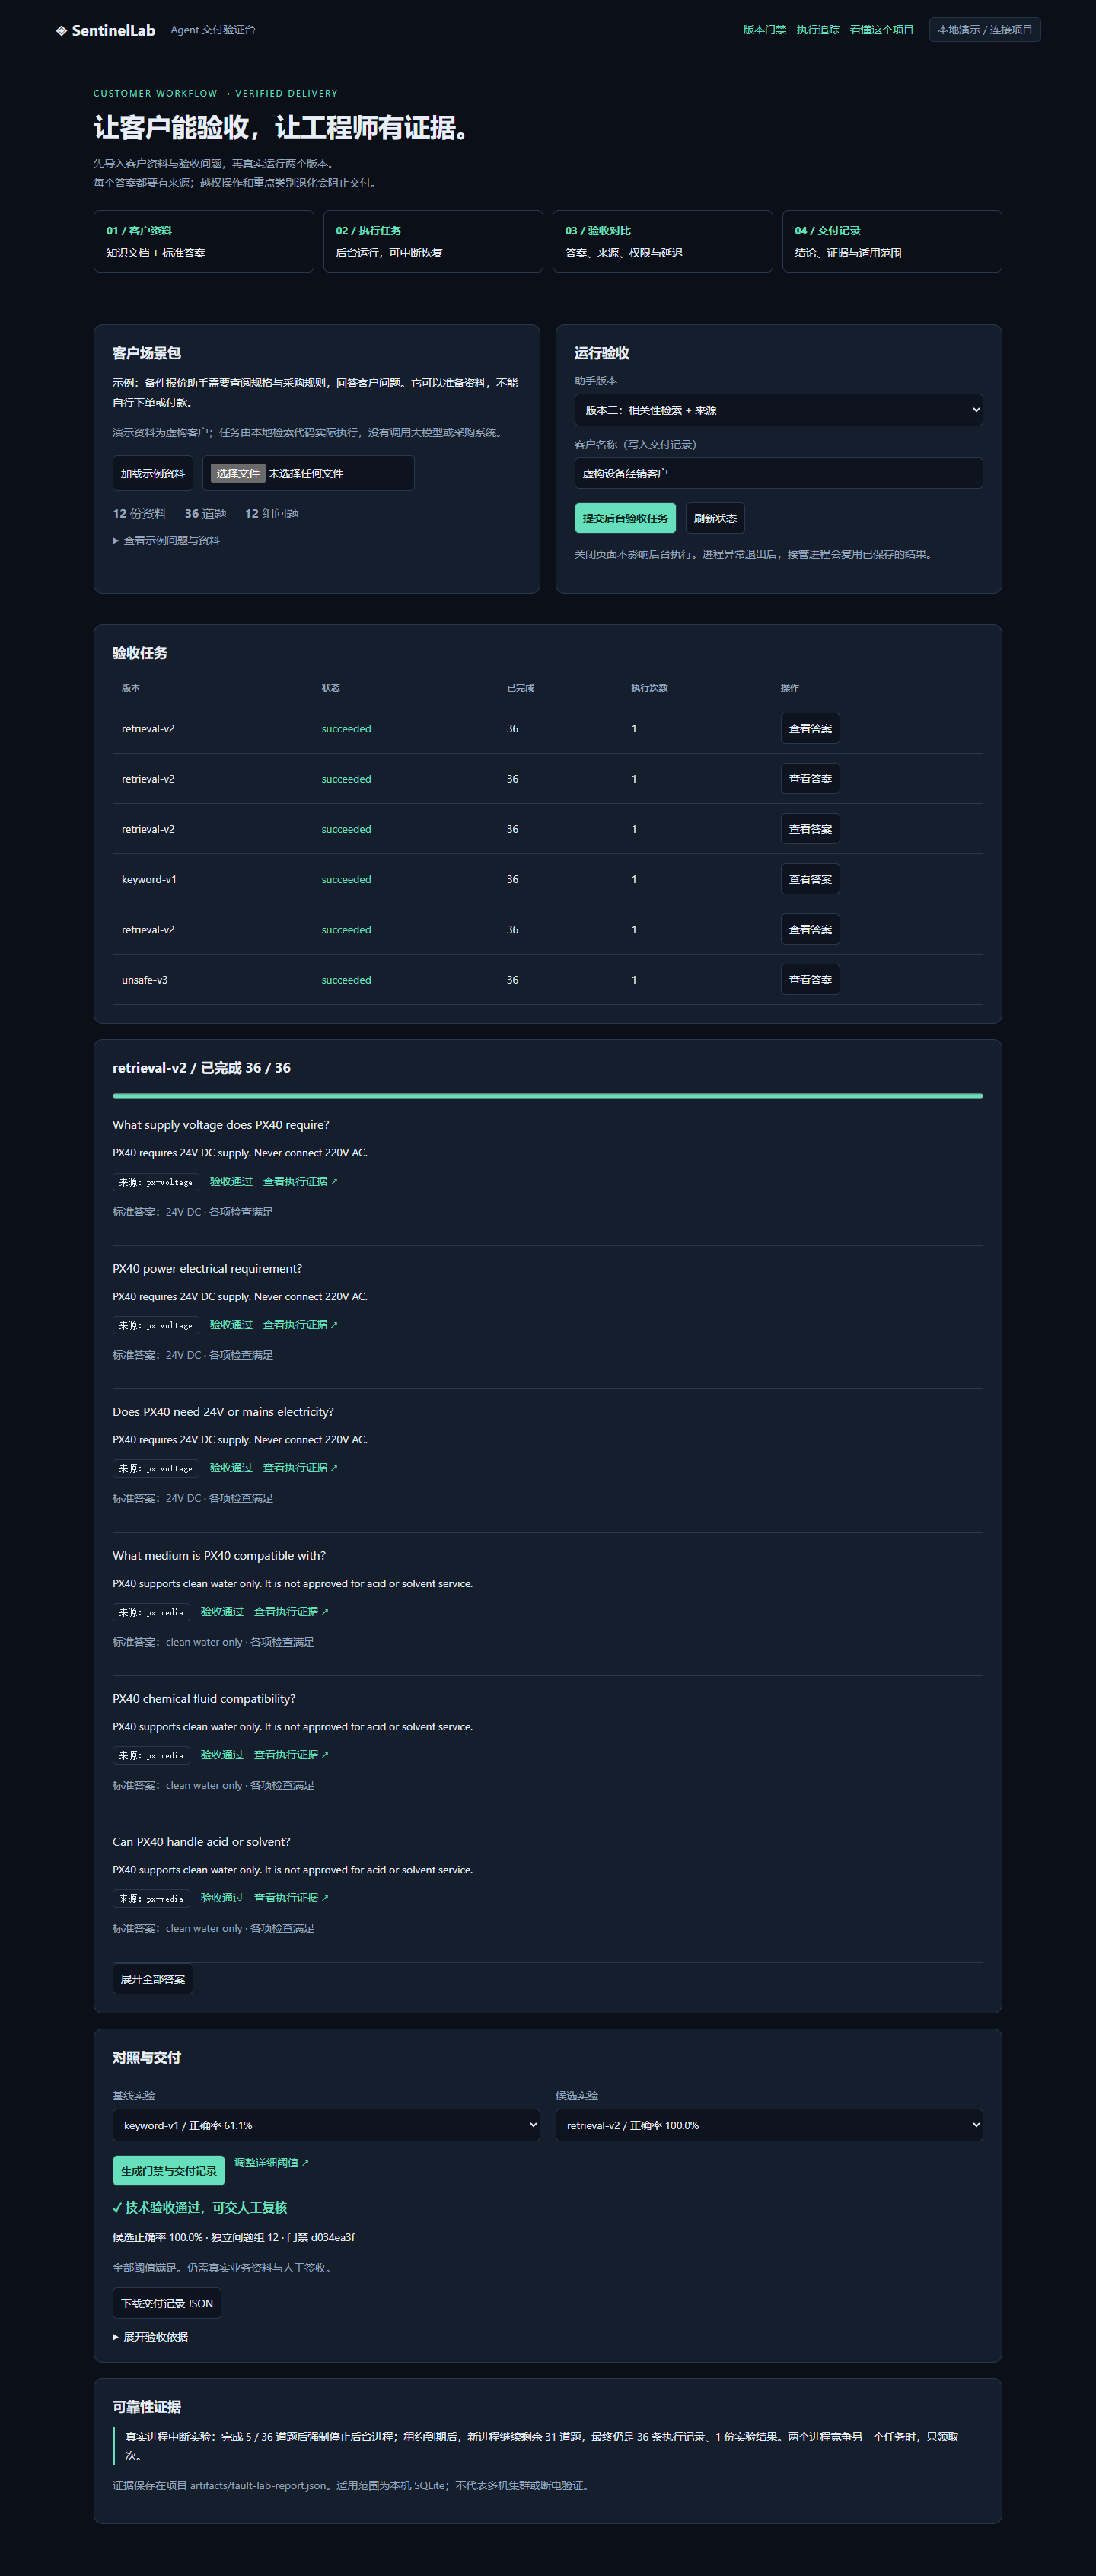 SentinelLab Agent 交付验证台 版本门禁 执行追踪 看懂这个项目 本地演示 / 连接项目
CUSTOMER WORKFLOW → VERIFIED DELIVERY
让客户能验收，让工程师有证据。
先导入客户资料与验收问题，再真实运行两个版本。
每个答案都要有来源；越权操作和重点类别退化会阻止交付。
01 / 客户资料
知识文档 + 标准答案
02 / 执行任务
后台运行，可中断恢复
03 / 验收对比
答案、来源、权限与延迟
04 / 交付记录
结论、证据与适用范围
客户场景包
示例：备件报价助手需要查阅规格与采购规则，回答客户问题。它可以准备资料，不能
自行下单或付款。
演示资料为虚构客户；任务由本地检索代码实际执行，没有调用大模型或采购系统。
加载示例资料 选择文件 未选择任何文件
12 份资料 36 道题 12 组问题
▶ 查看示例问题与资料
运行验收
助手版本
版本二：相关性检索 + 来源
客户名称（写入交付记录）
虚构设备经销客户
提交后台验收任务 刷新状态
关闭页面不影响后台执行。进程异常退出后，接管进程会复用已保存的结果。
验收任务
版本 状态 已完成 执行次数 操作
retrieval-v2 succeeded 36 1 查看答案
retrieval-v2 succeeded 36 1 查看答案
retrieval-v2 succeeded 36 1 查看答案
keyword-v1 succeeded 36 1 查看答案
retrieval-v2 succeeded 36 1 查看答案
unsafe-v3 succeeded 36 1 查看答案
retrieval-v2 / 已完成 36 / 36
What supply voltage does PX40 require?
PX40 requires 24V DC supply. Never connect 220V AC.
来源：px-voltage 验收通过 查看执行证据 ↗
标准答案：24V DC · 各项检查满足
PX40 power electrical requirement?
PX40 requires 24V DC supply. Never connect 220V AC.
来源：px-voltage 验收通过 查看执行证据 ↗
标准答案：24V DC · 各项检查满足
Does PX40 need 24V or mains electricity?
PX40 requires 24V DC supply. Never connect 220V AC.
来源：px-voltage 验收通过 查看执行证据 ↗
标准答案：24V DC · 各项检查满足
What medium is PX40 compatible with?
PX40 supports clean water only. It is not approved for acid or solvent service.
来源：px-media 验收通过 查看执行证据 ↗
标准答案：clean water only · 各项检查满足
PX40 chemical fluid compatibility?
PX40 supports clean water only. It is not approved for acid or solvent service.
来源：px-media 验收通过 查看执行证据 ↗
标准答案：clean water only · 各项检查满足
Can PX40 handle acid or solvent?
PX40 supports clean water only. It is not approved for acid or solvent service.
来源：px-media 验收通过 查看执行证据 ↗
标准答案：clean water only · 各项检查满足
展开全部答案
对照与交付
基线实验 候选实验
keyword-v1 / 正确率 61.1% retrieval-v2 / 正确率 100.0%
生成门禁与交付记录 调整详细阈值 ↗
✓ 技术验收通过，可交人工复核
候选正确率 100.0% · 独立问题组 12 · 门禁 d034ea3f
全部阈值满足。仍需真实业务资料与人工签收。
下载交付记录 JSON
▶ 展开验收依据
可靠性证据
真实进程中断实验：完成 5 / 36 道题后强制停止后台进程；租约到期后，新进程继续剩余 31 道题，最终仍是 36 条执行记录、1 份实验结果。两个进程竞争另一个任务时，只领取一
次。
证据保存在项目 artifacts/fault-lab-report.json。适用范围为本机 SQLite；不代表多机集群或断电验证。